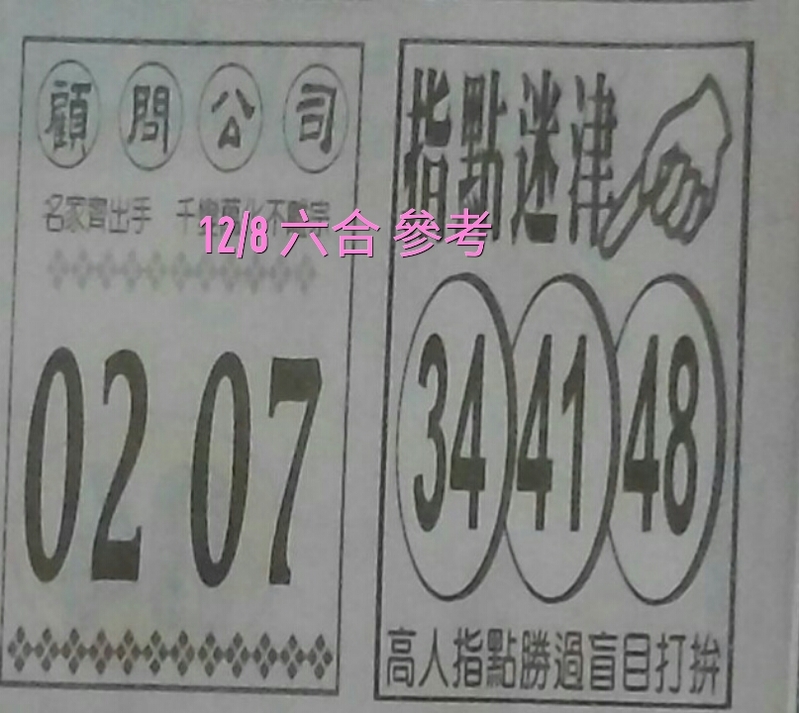 顧問公司
名家齊出手 千變萬化不離宗
02 07
指點迷津
12/8 六合 參考
34 41 48
高人指點勝過盲目打拚